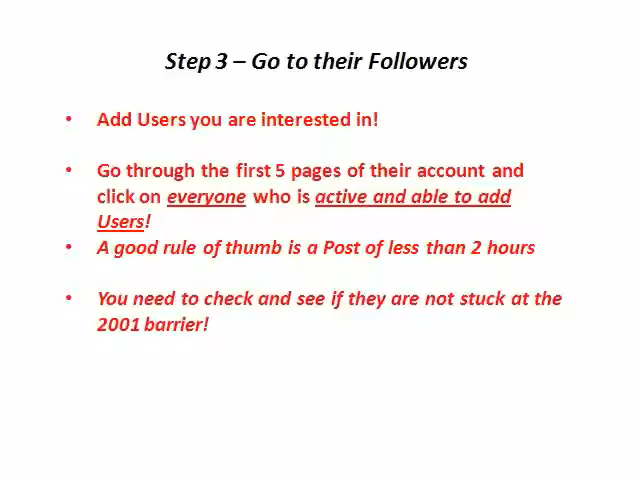 Step 3 – Go to their Followers
• Add Users you are interested in!
• Go through the first 5 pages of their account and
click on everyone who is active and able to add
Users!
• A good rule of thumb is a Post of less than 2 hours
• You need to check and see if they are not stuck at the
2001 barrier!